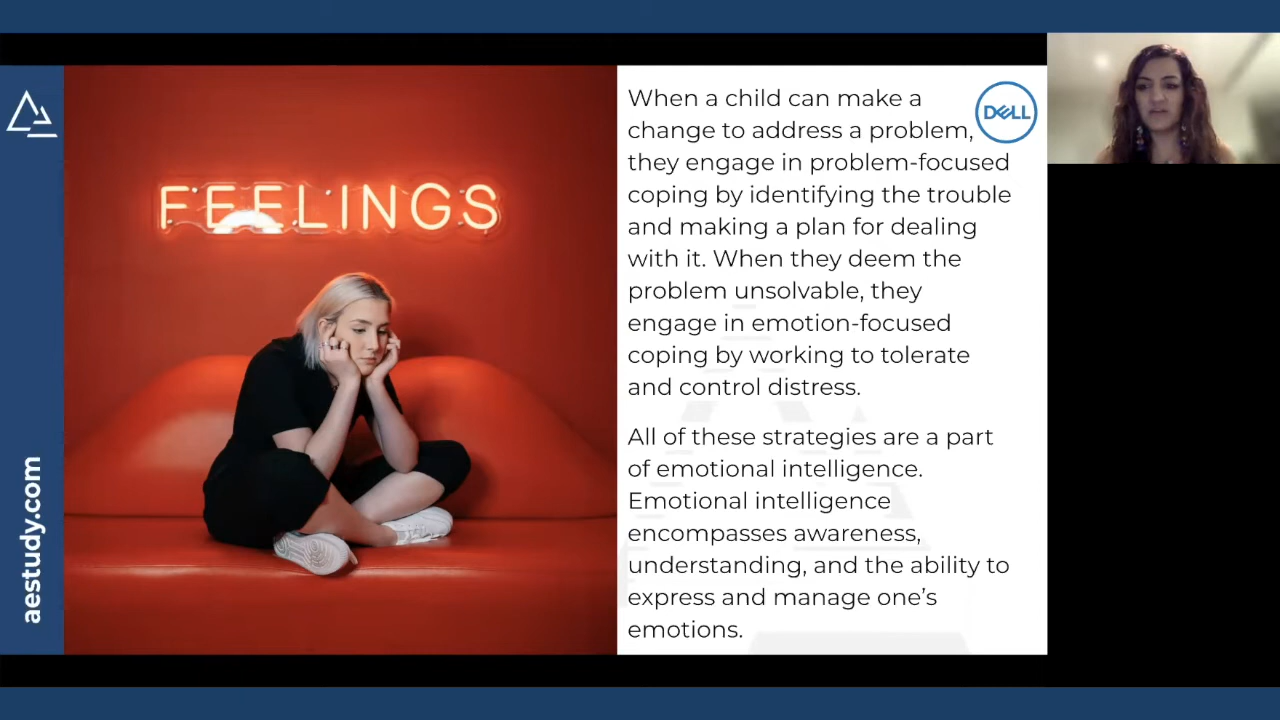 FEELINGS
DELL
When a child can make a
change to address a problem,
they engage in problem-focused
coping by identifying the trouble
and making a plan for dealing
with it. When they deem the
problem unsolvable, they
engage in emotion-focused
coping by working to tolerate
and control distress.
All of these strategies are a part
of emotional intelligence.
Emotional intelligence
encompasses awareness,
understanding, and the ability to
express and manage one’s
emotions.
aestudy.com